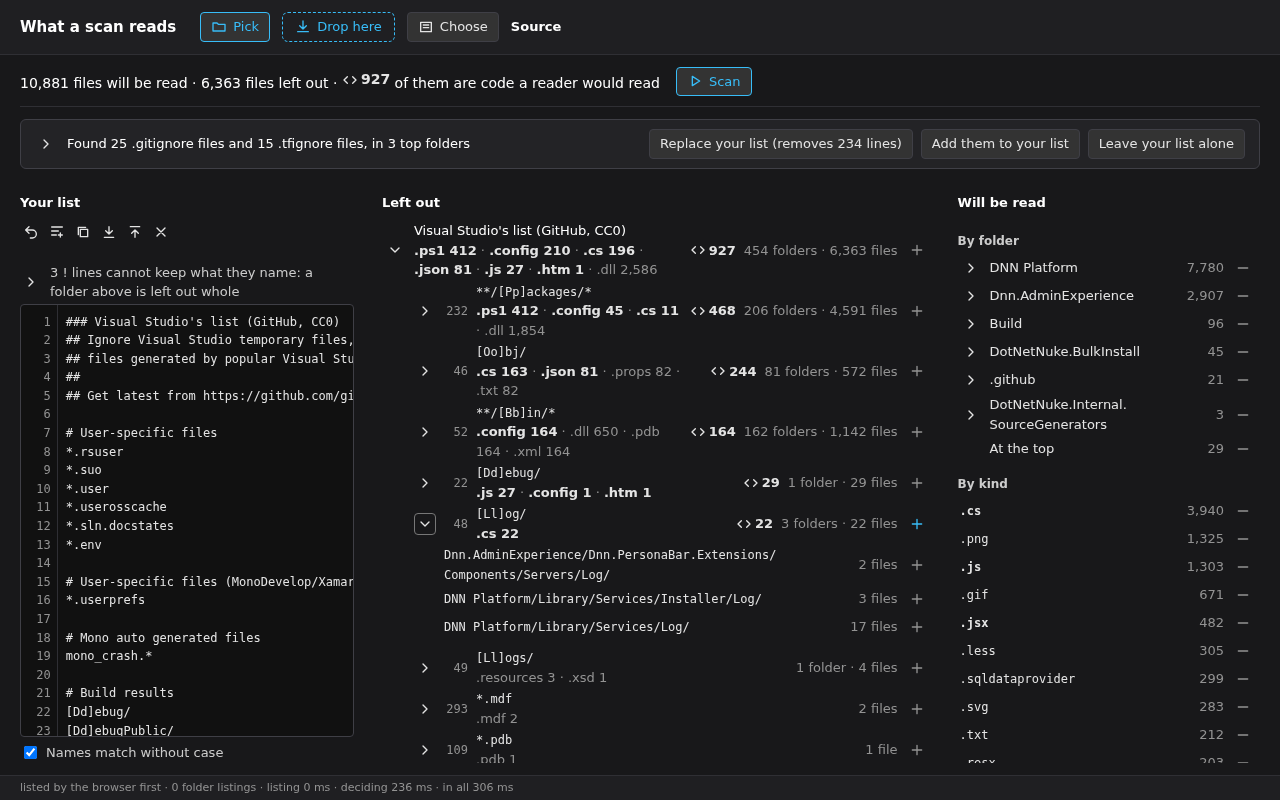 What a scan reads
Pick
Drop here
Choose
Source
10,881 files will be read · 6,363 files left out · 927 of them are code a reader would read
Scan
Found 25 .gitignore files and 15 .tfignore files, in 3 top folders
Replace your list (removes 234 lines)
Add them to your list
Leave your list alone
Your list
3 ! lines cannot keep what they name: a
folder above is left out whole
1 ### Visual Studio's list (GitHub, CC0)
2 ## Ignore Visual Studio temporary files,
3 ## files generated by popular Visual Stu
4 ##
5 ## Get latest from https://github.com/gi
6
7 # User-specific files
8 *.rsuser
9 *.suo
10 *.user
11 *.userosscache
12 *.sln.docstates
13 *.env
14
15 # User-specific files (MonoDevelop/Xamar
16 *.userprefs
17
18 # Mono auto generated files
19 mono_crash.*
20
21 # Build results
22 [Dd]ebug/
23 [Dd]ebugPublic/
Names match without case
Left out
Visual Studio's list (GitHub, CC0)
.ps1 412 · .config 210 · .cs 196 ·
.json 81 · .js 27 · .htm 1 · .dll 2,586
927 454 folders · 6,363 files
232
**/[Pp]ackages/*
.ps1 412 · .config 45 · .cs 11
· .dll 1,854
468 206 folders · 4,591 files
46
[Oo]bj/
.cs 163 · .json 81 · .props 82 ·
.txt 82
244 81 folders · 572 files
52
**/[Bb]in/*
.config 164 · .dll 650 · .pdb
164 · .xml 164
164 162 folders · 1,142 files
22
[Dd]ebug/
.js 27 · .config 1 · .htm 1
29 1 folder · 29 files
48
[Ll]og/
.cs 22
22 3 folders · 22 files
Dnn.AdminExperience/Dnn.PersonaBar.Extensions/
Components/Servers/Log/
2 files
DNN Platform/Library/Services/Installer/Log/
3 files
DNN Platform/Library/Services/Log/
17 files
49
[Ll]ogs/
.resources 3 · .xsd 1
1 folder · 4 files
293
*.mdf
.mdf 2
2 files
109
*.pdb
.pdb 1
1 file
Will be read
By folder
DNN Platform 7,780
Dnn.AdminExperience 2,907
Build 96
DotNetNuke.BulkInstall 45
.github 21
DotNetNuke.Internal.
SourceGenerators
3
At the top 29
By kind
.cs 3,940
.png 1,325
.js 1,303
.gif 671
.jsx 482
.less 305
.sqldataprovider 299
.svg 283
.txt 212
.resx 203
listed by the browser first · 0 folder listings · listing 0 ms · deciding 236 ms · in all 306 ms